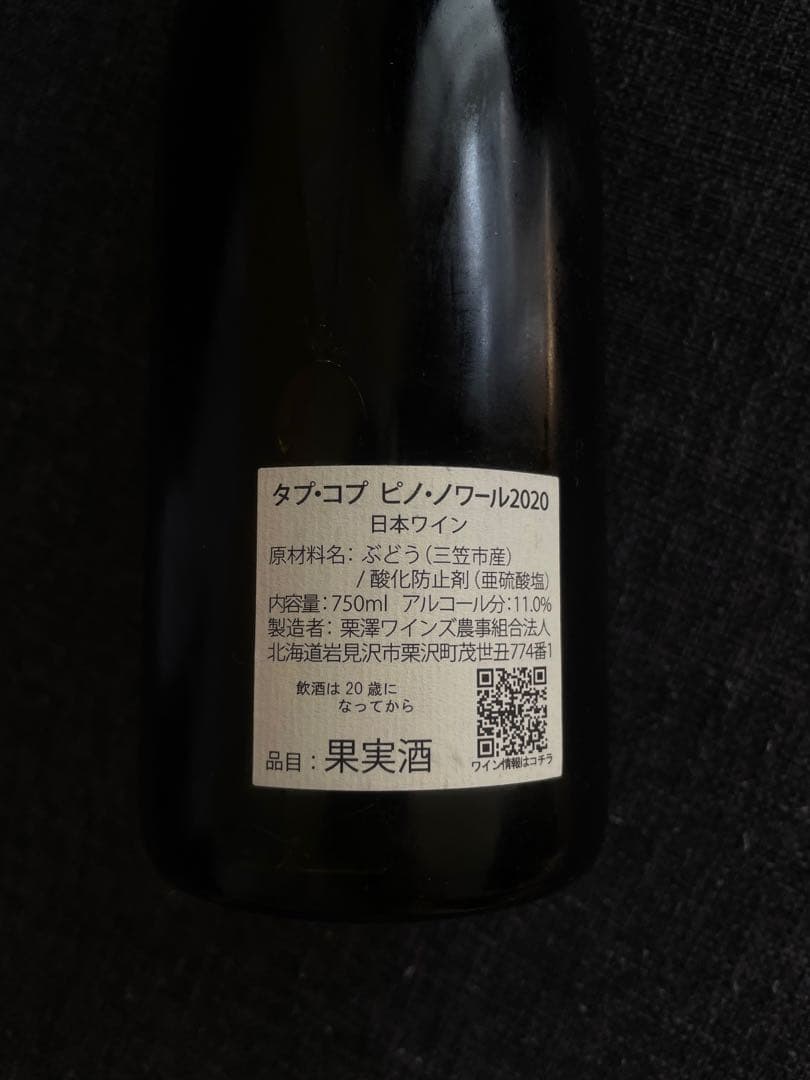 タプ・コプ ピノ・ノワール2020
日本ワイン
原材料名：ぶどう（三笠市産）
/ 酸化防止剤（亜硫酸塩）
内容量：750ml アルコール分：11.0%
製造者：栗澤ワインズ農事組合法人
北海道岩見沢市栗沢町茂世丑774番1
飲酒は20歳に
なってから
品目：果実酒
ワイン情報はコチラ